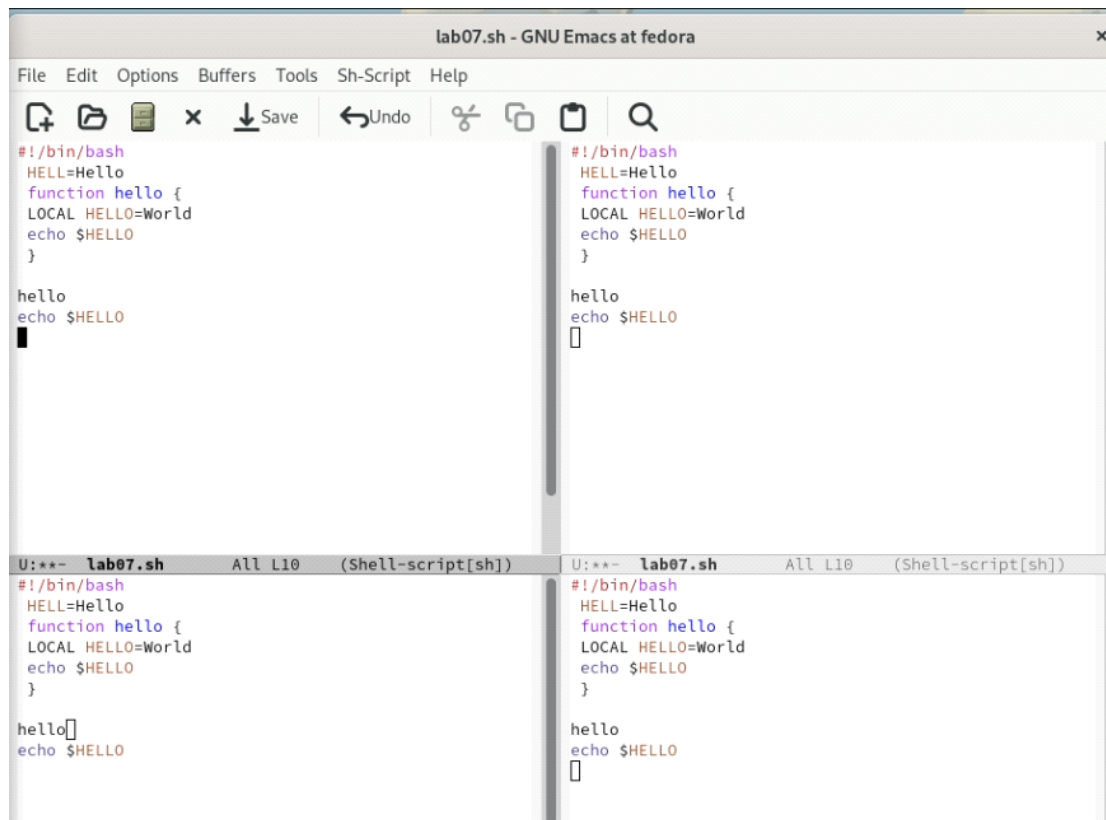 lab07.sh - GNU Emacs at fedora
File Edit Options Buffers Tools Sh-Script Help
Save Undo
#!/bin/bash
 HELL=Hello
 function hello {
 LOCAL HELLO=World
 echo $HELLO
 }
hello
echo $HELLO
U:**-  lab07.sh       All L10    (Shell-script[sh])
#!/bin/bash
 HELL=Hello
 function hello {
 LOCAL HELLO=World
 echo $HELLO
 }
hello
echo $HELLO
U:**-  lab07.sh       All L10    (Shell-script[sh])
#!/bin/bash
 HELL=Hello
 function hello {
 LOCAL HELLO=World
 echo $HELLO
 }
hello
echo $HELLO
#!/bin/bash
 HELL=Hello
 function hello {
 LOCAL HELLO=World
 echo $HELLO
 }
hello
echo $HELLO